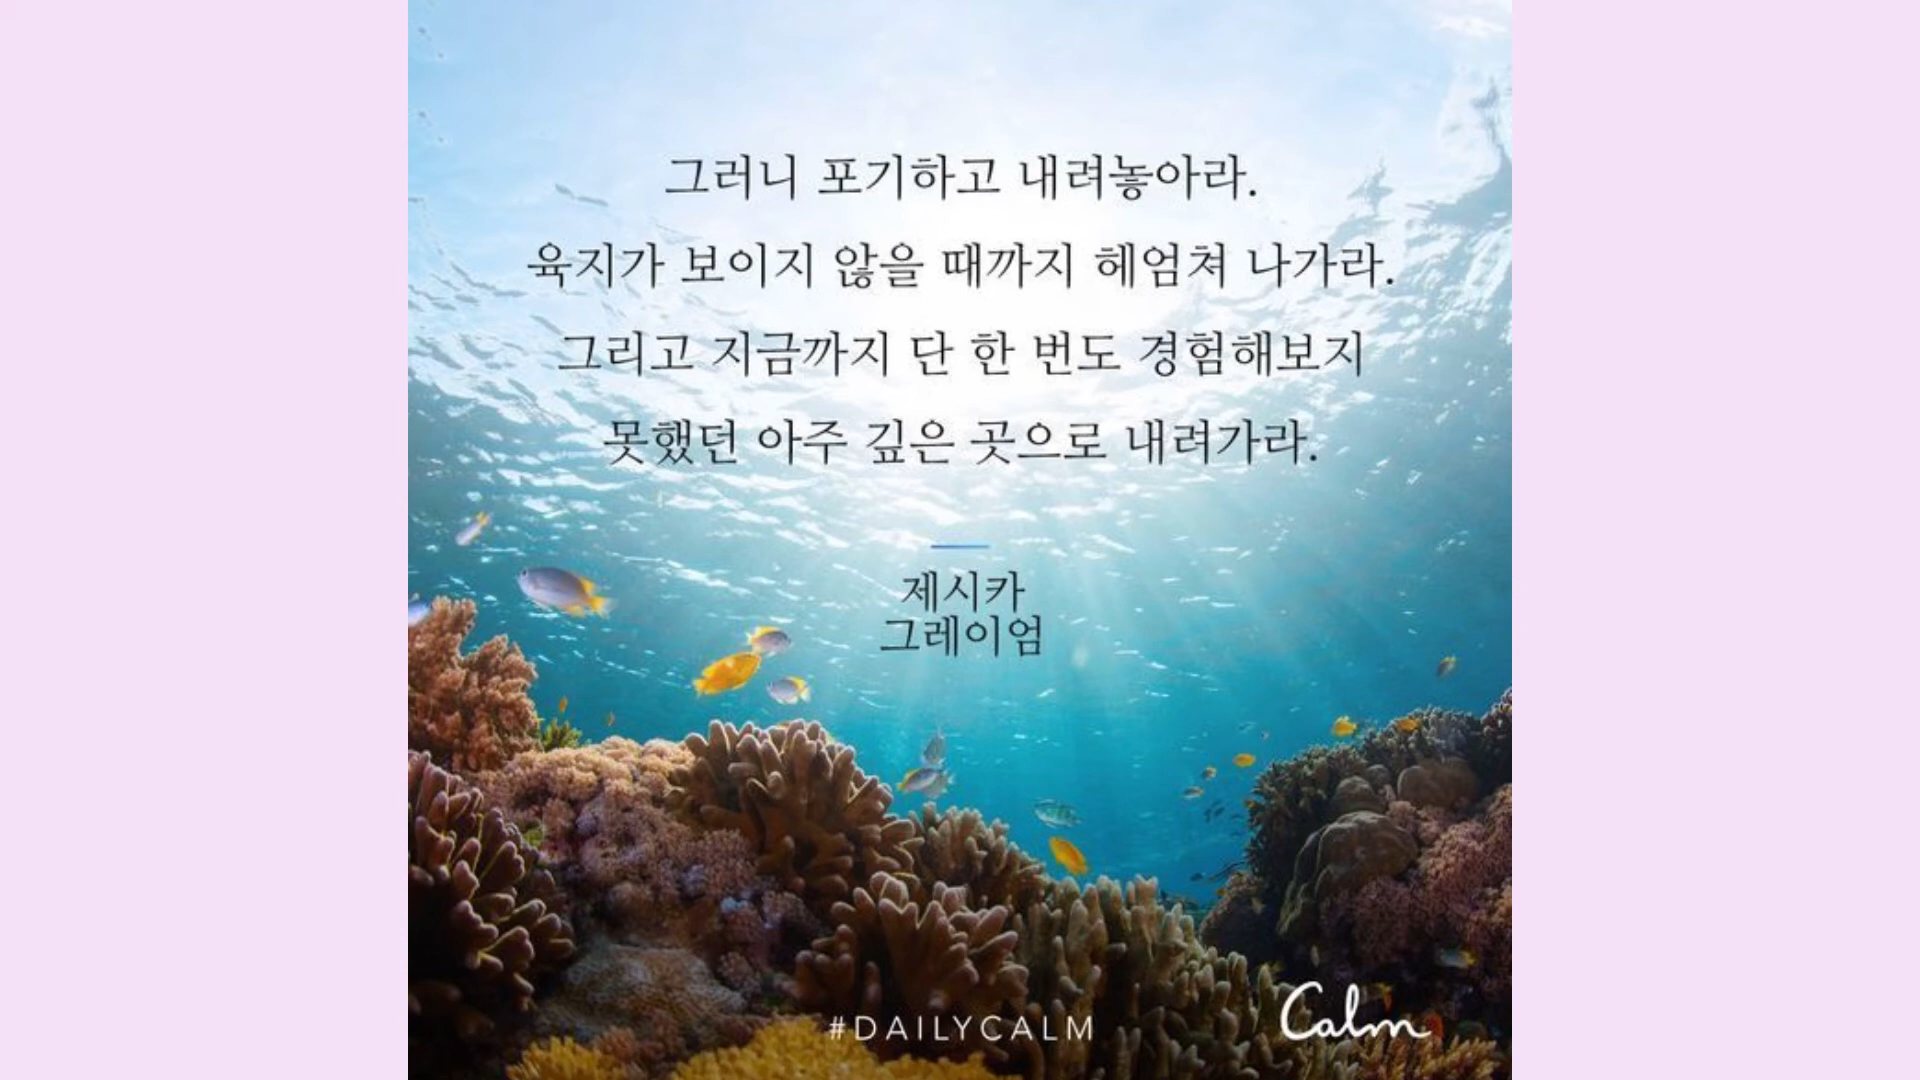 그러니 포기하고 내려놓아라.
육지가 보이지 않을 때까지 헤엄쳐 나가라.
그리고 지금까지 단 한 번도 경험해보지
못했던 아주 깊은 곳으로 내려가라.
제시카
그레이엄
#DAILYCALM
Calm